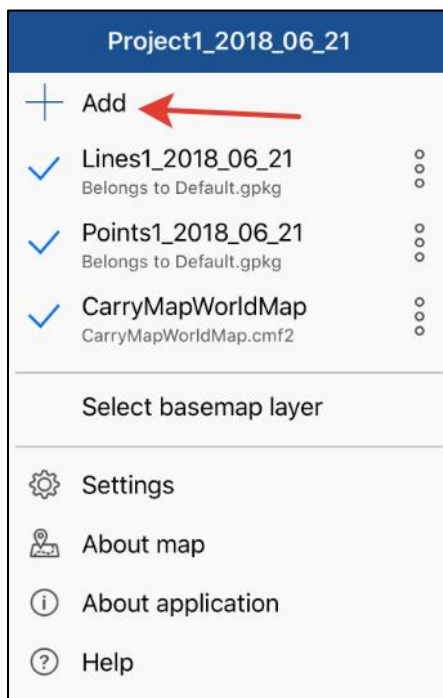 Project1_2018_06_21
Add
Lines1_2018_06_21
Belongs to Default.gpkg
Points1_2018_06_21
Belongs to Default.gpkg
CarryMapWorldMap
CarryMapWorldMap.cmf2
Select basemap layer
Settings
About map
About application
Help